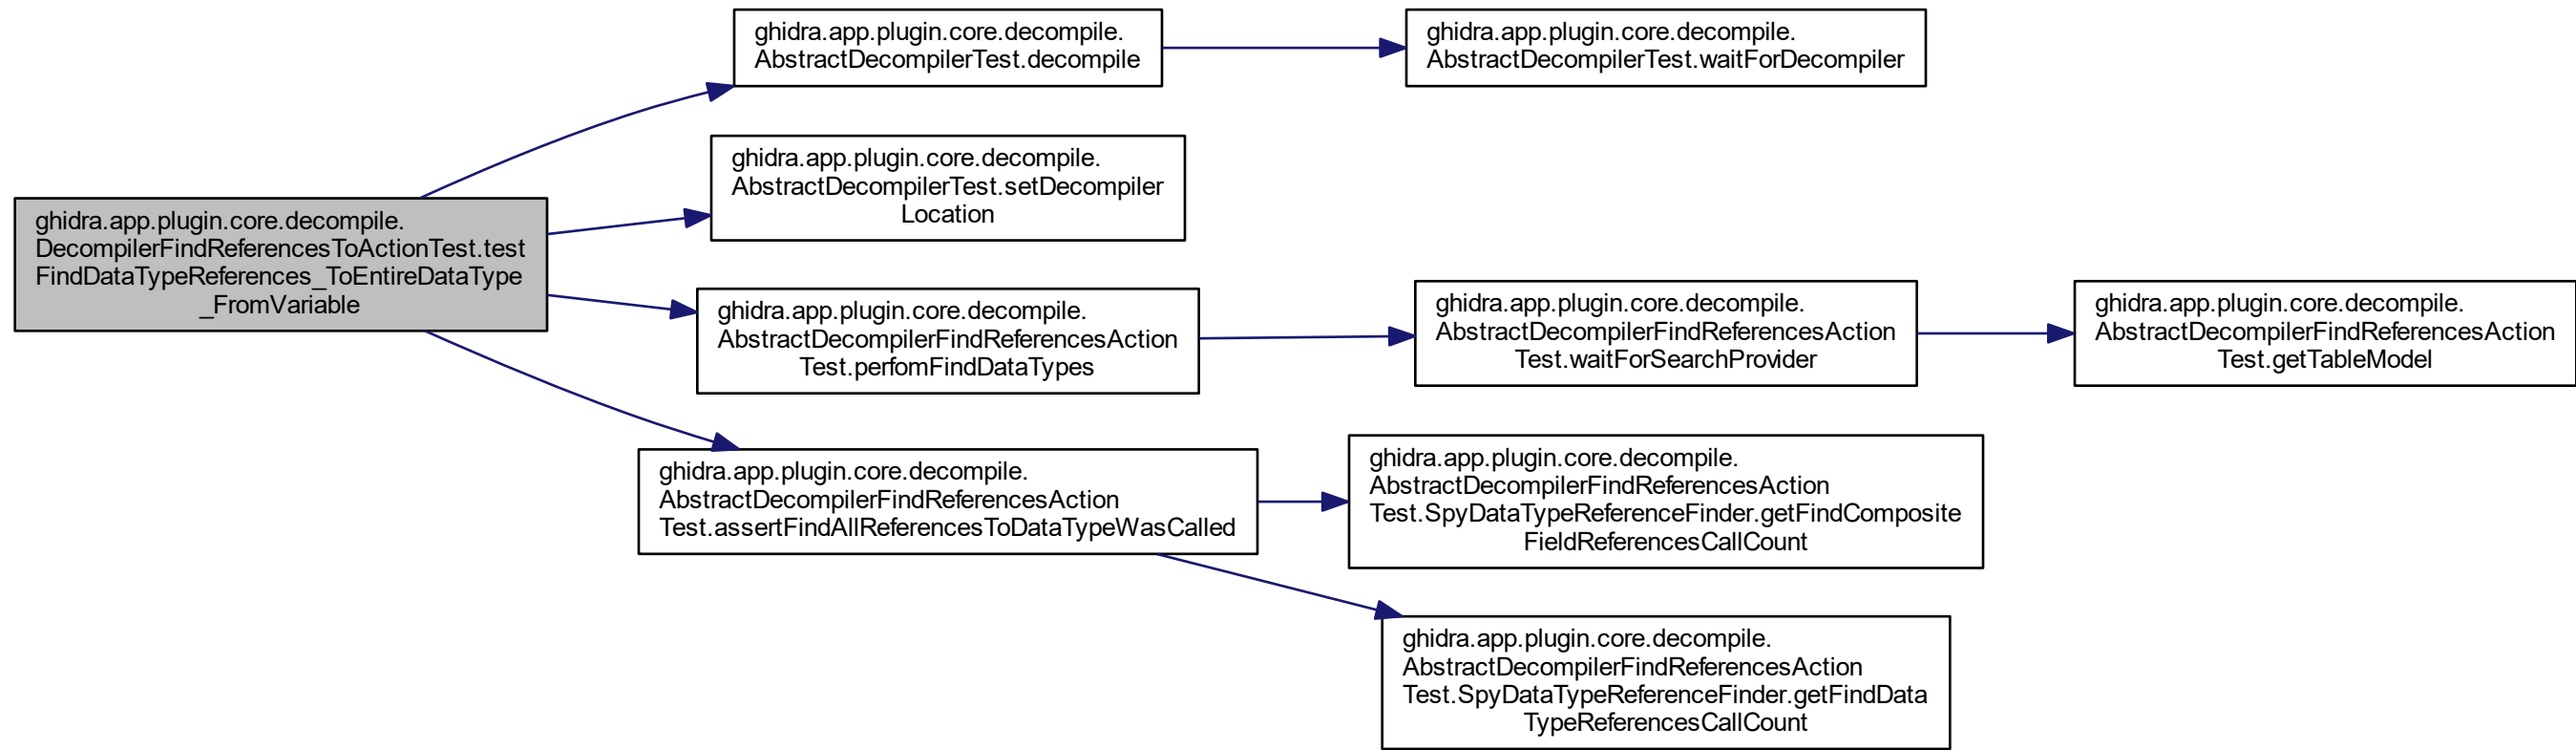 ghidra.app.plugin.core.decompile.
DecompilerFindReferencesToActionTest.test
FindDataTypeReferences_ToEntireDataType
_FromVariable
ghidra.app.plugin.core.decompile.
AbstractDecompilerTest.decompile
ghidra.app.plugin.core.decompile.
AbstractDecompilerTest.waitForDecompiler
ghidra.app.plugin.core.decompile.
AbstractDecompilerTest.setDecompiler
Location
ghidra.app.plugin.core.decompile.
AbstractDecompilerFindReferencesAction
Test.perfomFindDataTypes
ghidra.app.plugin.core.decompile.
AbstractDecompilerFindReferencesAction
Test.waitForSearchProvider
ghidra.app.plugin.core.decompile.
AbstractDecompilerFindReferencesAction
Test.getTableModel
ghidra.app.plugin.core.decompile.
AbstractDecompilerFindReferencesAction
Test.assertFindAllReferencesToDataTypeWasCalled
ghidra.app.plugin.core.decompile.
AbstractDecompilerFindReferencesAction
Test.SpyDataTypeReferenceFinder.getFindComposite
FieldReferencesCallCount
ghidra.app.plugin.core.decompile.
AbstractDecompilerFindReferencesAction
Test.SpyDataTypeReferenceFinder.getFindData
TypeReferencesCallCount